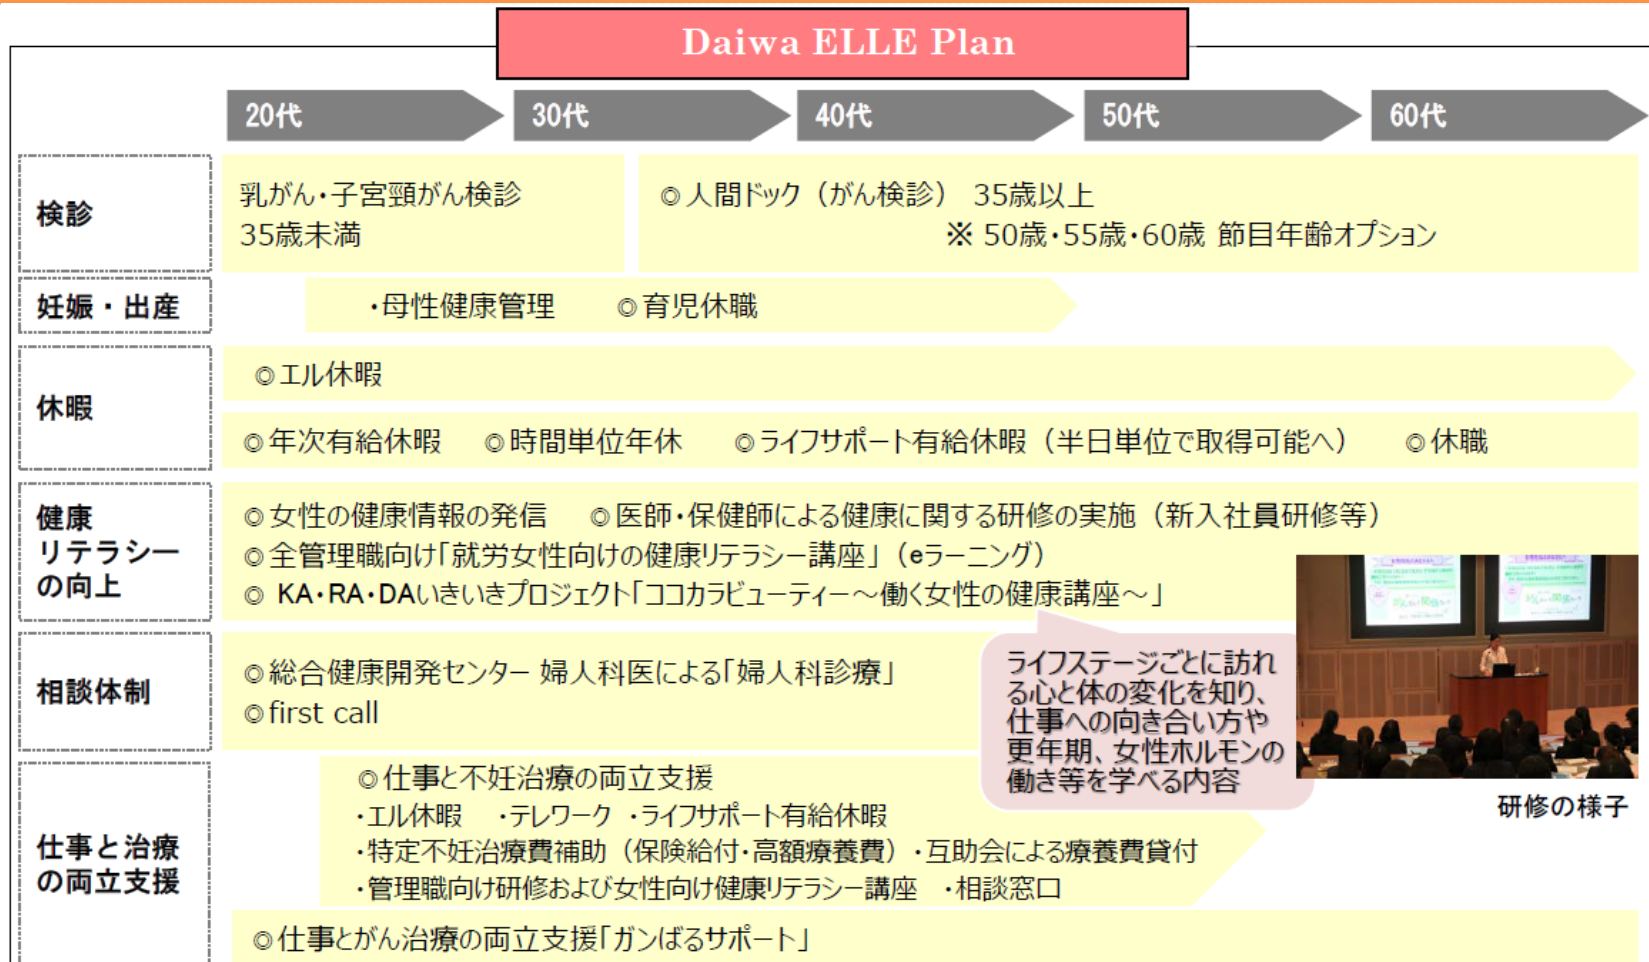 Daiwa ELLE Plan
20代
30代
40代
50代
60代
検診
乳がん・子宮頸がん検診
35歳未満
◎人間ドック（がん検診） 35歳以上
※ 50歳・55歳・60歳 節目年齢オプション
妊娠・出産
・母性健康管理
◎育児休職
休暇
◎エル休暇
◎年次有給休暇 ◎時間単位年休 ◎ライフサポート有給休暇（半日単位で取得可能へ） ◎休職
健康
リテラシー
の向上
◎女性の健康情報の発信 ◎医師・保健師による健康に関する研修の実施（新入社員研修等）
◎全管理職向け「就労女性向けの健康リテラシー講座」（eラーニング）
◎ KA・RA・DAいきいきプロジェクト「ココカラビューティー～働く女性の健康講座～」
ライフステージごとに訪れ
る心と体の変化を知り、
仕事への向き合い方や
更年期、女性ホルモンの
働き等を学べる内容
研修の様子
相談体制
◎総合健康開発センター 婦人科医による「婦人科診療」
◎first call
仕事と治療
の両立支援
◎仕事と不妊治療の両立支援
・エル休暇 ・テレワーク ・ライフサポート有給休暇
・特定不妊治療費補助（保険給付・高額療養費）・互助会による療養費貸付
・管理職向け研修および女性向け健康リテラシー講座 ・相談窓口
◎仕事とがん治療の両立支援「ガンばるサポート」